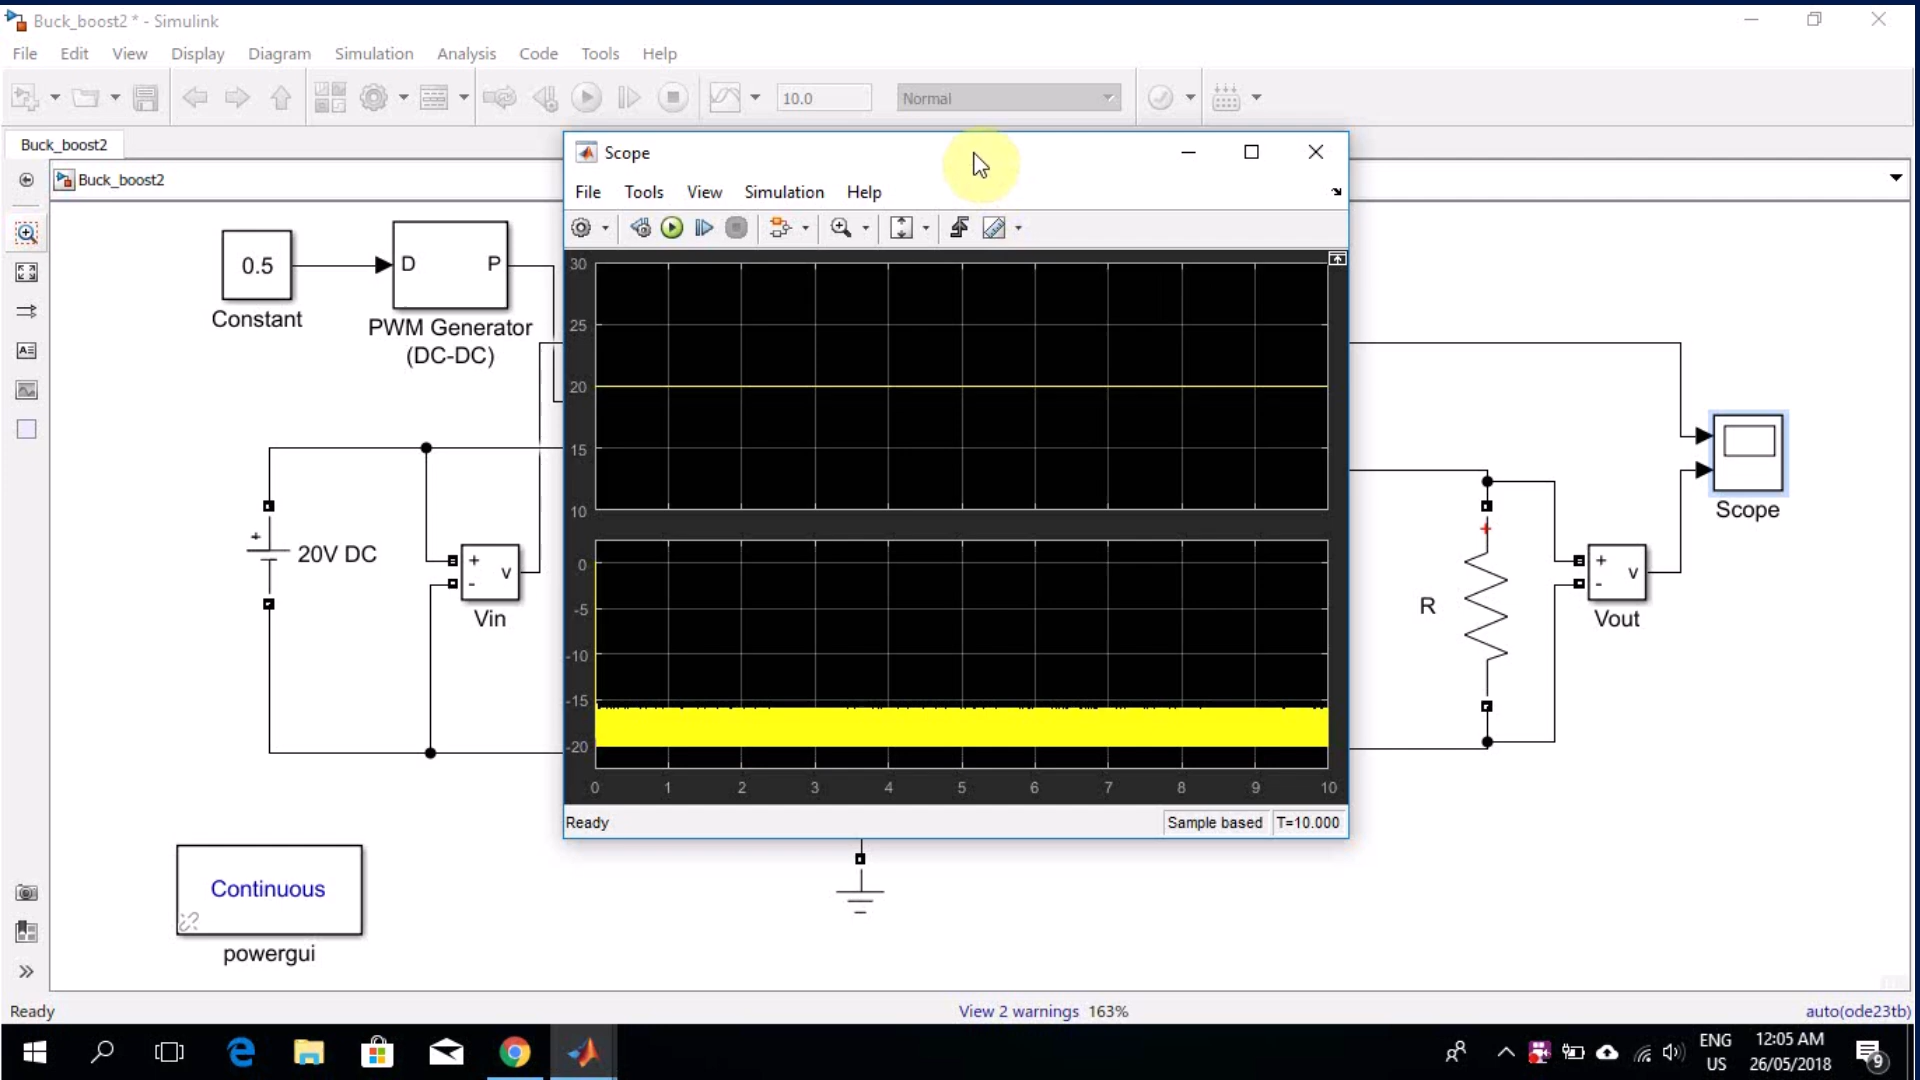 Buck_boost2 * - Simulink
File Edit View Display Diagram Simulation Analysis Code Tools Help
10.0 Normal
Buck_boost2
Buck_boost2
Scope
File Tools View Simulation Help
30
25
20
15
10
0
-5
-10
-15
-20
0 1 2 3 4 5 6 7 8 9 10
Ready Sample based T=10.000
0.5
Constant
D P
PWM Generator
(DC-DC)
+
20V DC
+
-
v
Vin
Continuous
powergui
+
R
+
-
v
Vout
Scope
Ready View 2 warnings 163% auto(ode23tb)
ENG
US
12:05 AM
26/05/2018
9